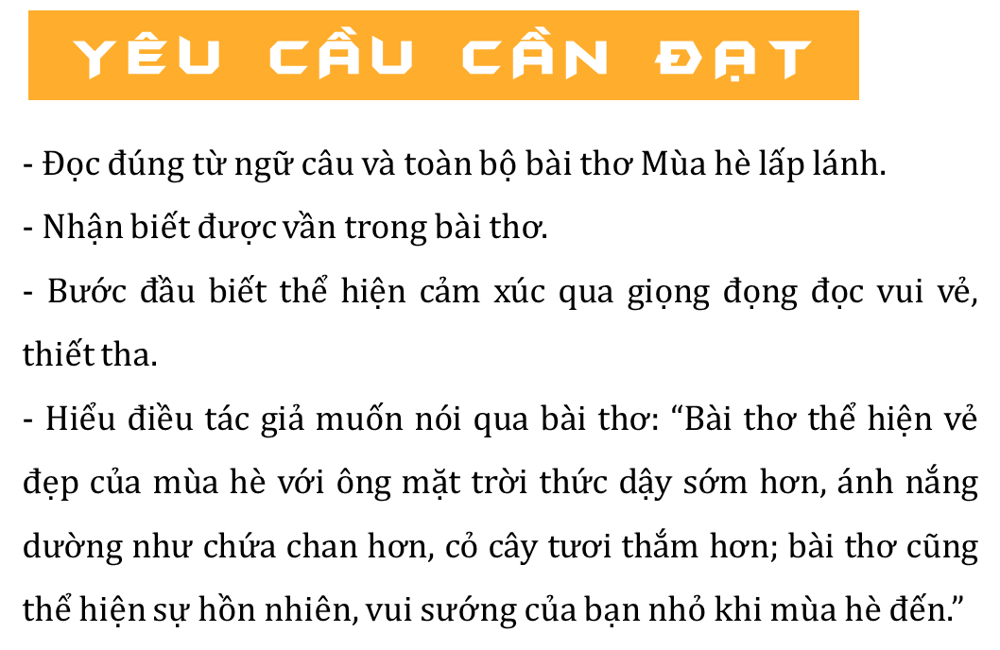 YÊU CẦU CẦN ĐẠT
- Đọc đúng từ ngữ câu và toàn bộ bài thơ Mùa hè lấp lánh.
- Nhận biết được vần trong bài thơ.
- Bước đầu biết thể hiện cảm xúc qua giọng đọng đọc vui vẻ,
thiết tha.
- Hiểu điều tác giả muốn nói qua bài thơ: “Bài thơ thể hiện vẻ
đẹp của mùa hè với ông mặt trời thức dậy sớm hơn, ánh nắng
dường như chứa chan hơn, cỏ cây tươi thắm hơn; bài thơ cũng
thể hiện sự hồn nhiên, vui sướng của bạn nhỏ khi mùa hè đến.”